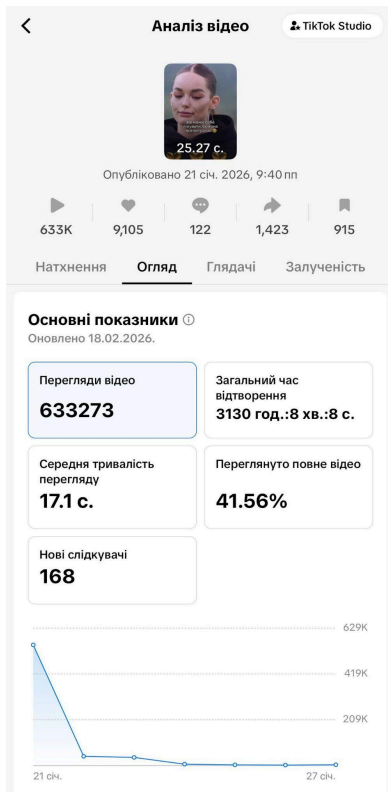 Аналіз відео
TikTok Studio
25.27 с.
Опубліковано 21 січ. 2026, 9:40 пп
633K
9,105
122
1,423
915
Натхнення
Огляд
Глядачі
Залученість
Основні показники
Оновлено 18.02.2026.
Перегляди відео
633273
Загальний час
відтворення
3130 год.:8 хв.:8 с.
Середня тривалість
перегляду
17.1 с.
Переглянуто повне відео
41.56%
Нові слідкувачі
168
629K
419K
209K
21 січ.
27 січ.